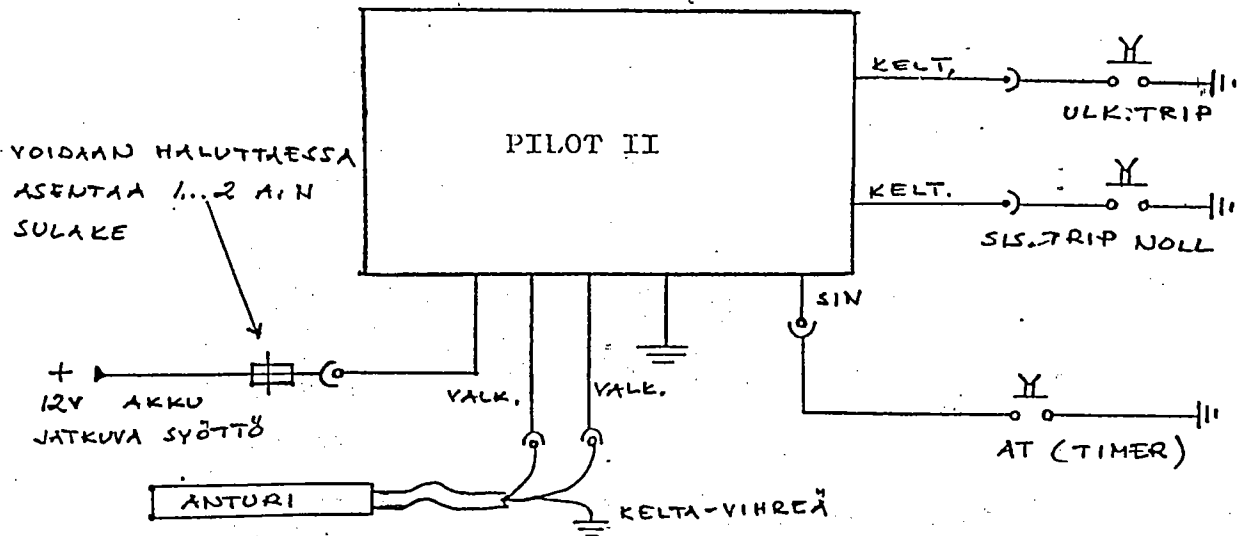 PILOT II
KELT,
ULK.TRIP
VOIDAAN HALUTTAESSA
ASENTAA 1...2 A:N
SULAKE
KELT.
SIS.TRIP NOLL
SIN
+
12V AKKU
JATKUVA SYÖTTÖ
VALK.
VALK.
AT (TIMER)
ANTURI
KELTA-VIHREÄ